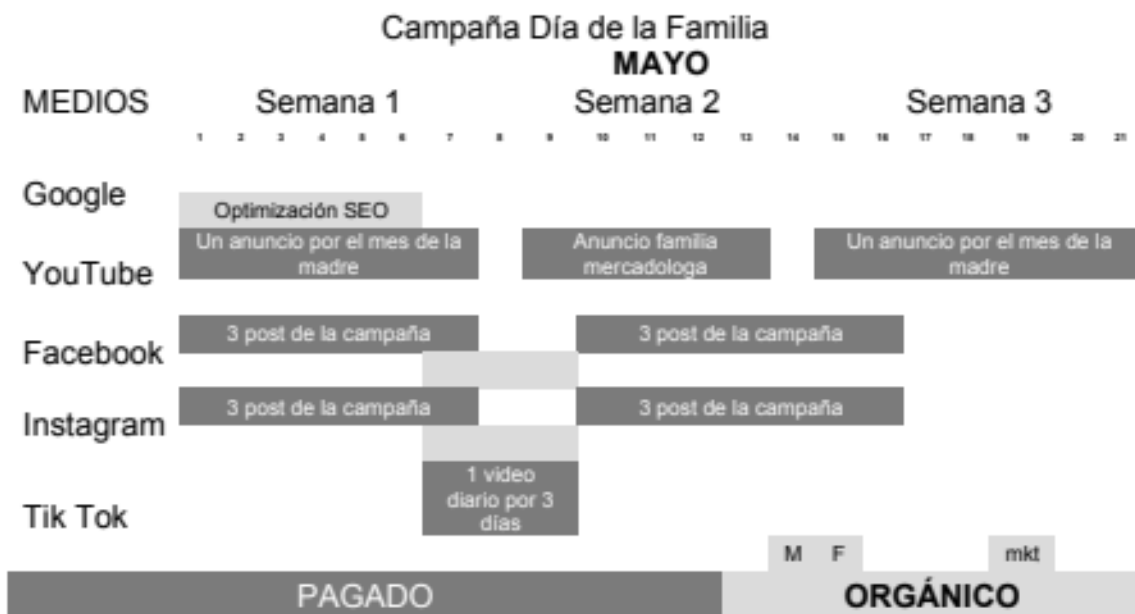 Campaña Día de la Familia
MAYO
MEDIOS Semana 1 Semana 2 Semana 3
1 2 3 4 5 6 7 8 9 10 11 12 13 14 15 16 17 18 19 20 21
Google
Optimización SEO
YouTube
Un anuncio por el mes de la
madre
Anuncio familia
mercadologa
Un anuncio por el mes de la
madre
Facebook
3 post de la campaña
3 post de la campaña
Instagram
3 post de la campaña
3 post de la campaña
Tik Tok
1 video
diario por 3
días
M F mkt
PAGADO ORGÁNICO